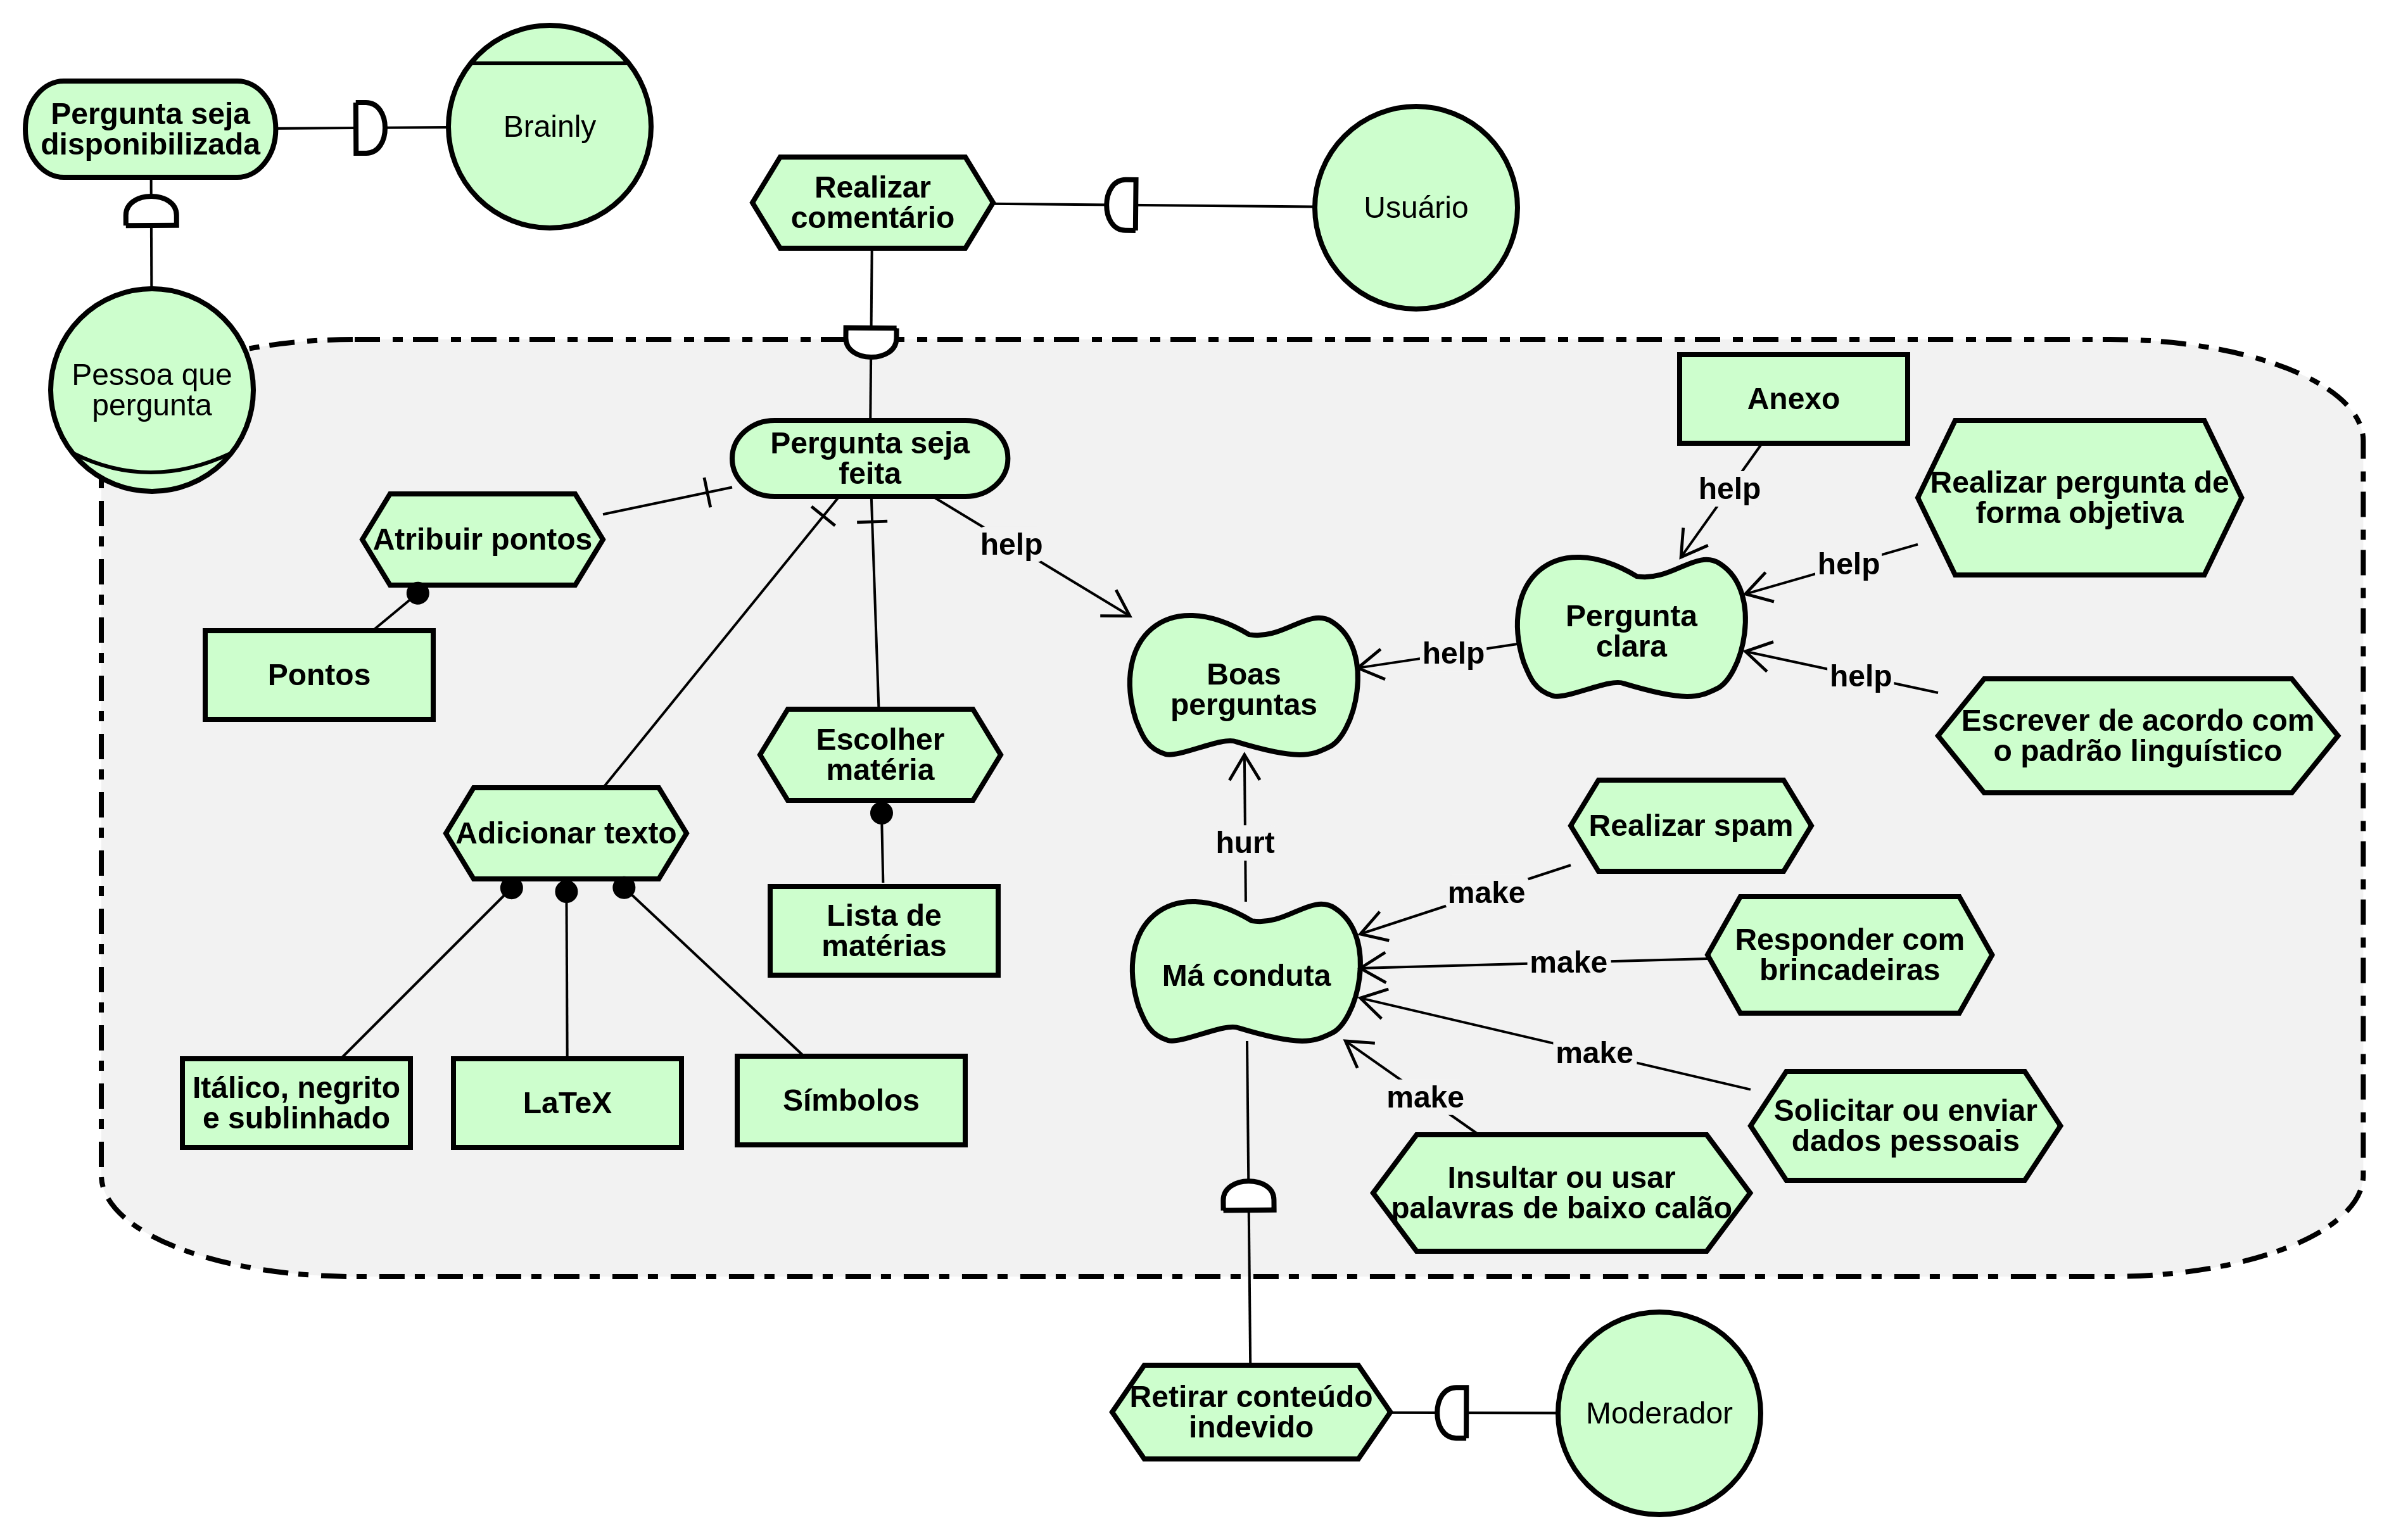 Pergunta seja
disponibilizada
Brainly
Realizar
comentário
Usuário
Pessoa que
pergunta
Pergunta seja
feita
Anexo
help
Realizar pergunta de
forma objetiva
Atribuir pontos
help
help
Pontos
Boas
perguntas
help
Pergunta
clara
help
Escrever de acordo com
o padrão linguístico
Escolher
matéria
Adicionar texto
hurt
Realizar spam
make
Lista de
matérias
Má conduta
make
Responder com
brincadeiras
make
make
Itálico, negrito
e sublinhado
LaTeX
Símbolos
Solicitar ou enviar
dados pessoais
Insultar ou usar
palavras de baixo calão
Retirar conteúdo
indevido
Moderador